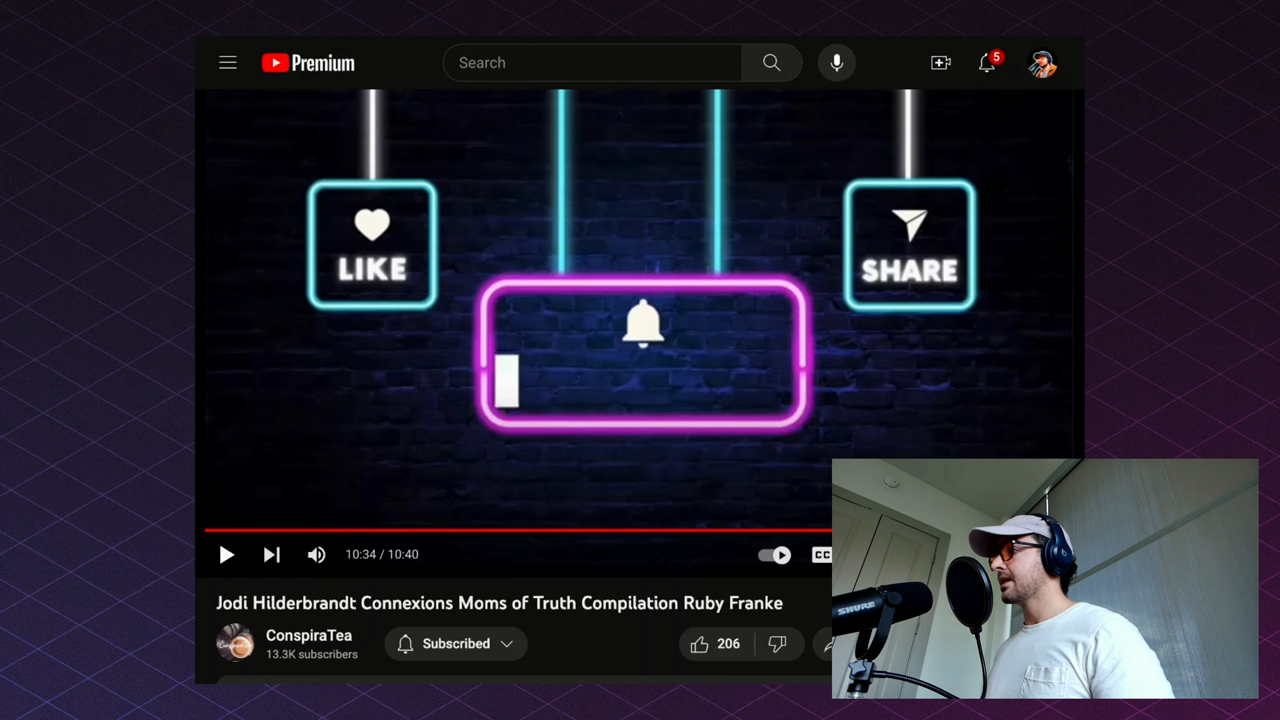 Premium
Search
5
LIKE
SHARE
10:34 / 10:40
CC
SHURE
Jodi Hilderbrandt Connexions Moms of Truth Compilation Ruby Franke
ConspiraTea
13.3K subscribers
Subscribed
206